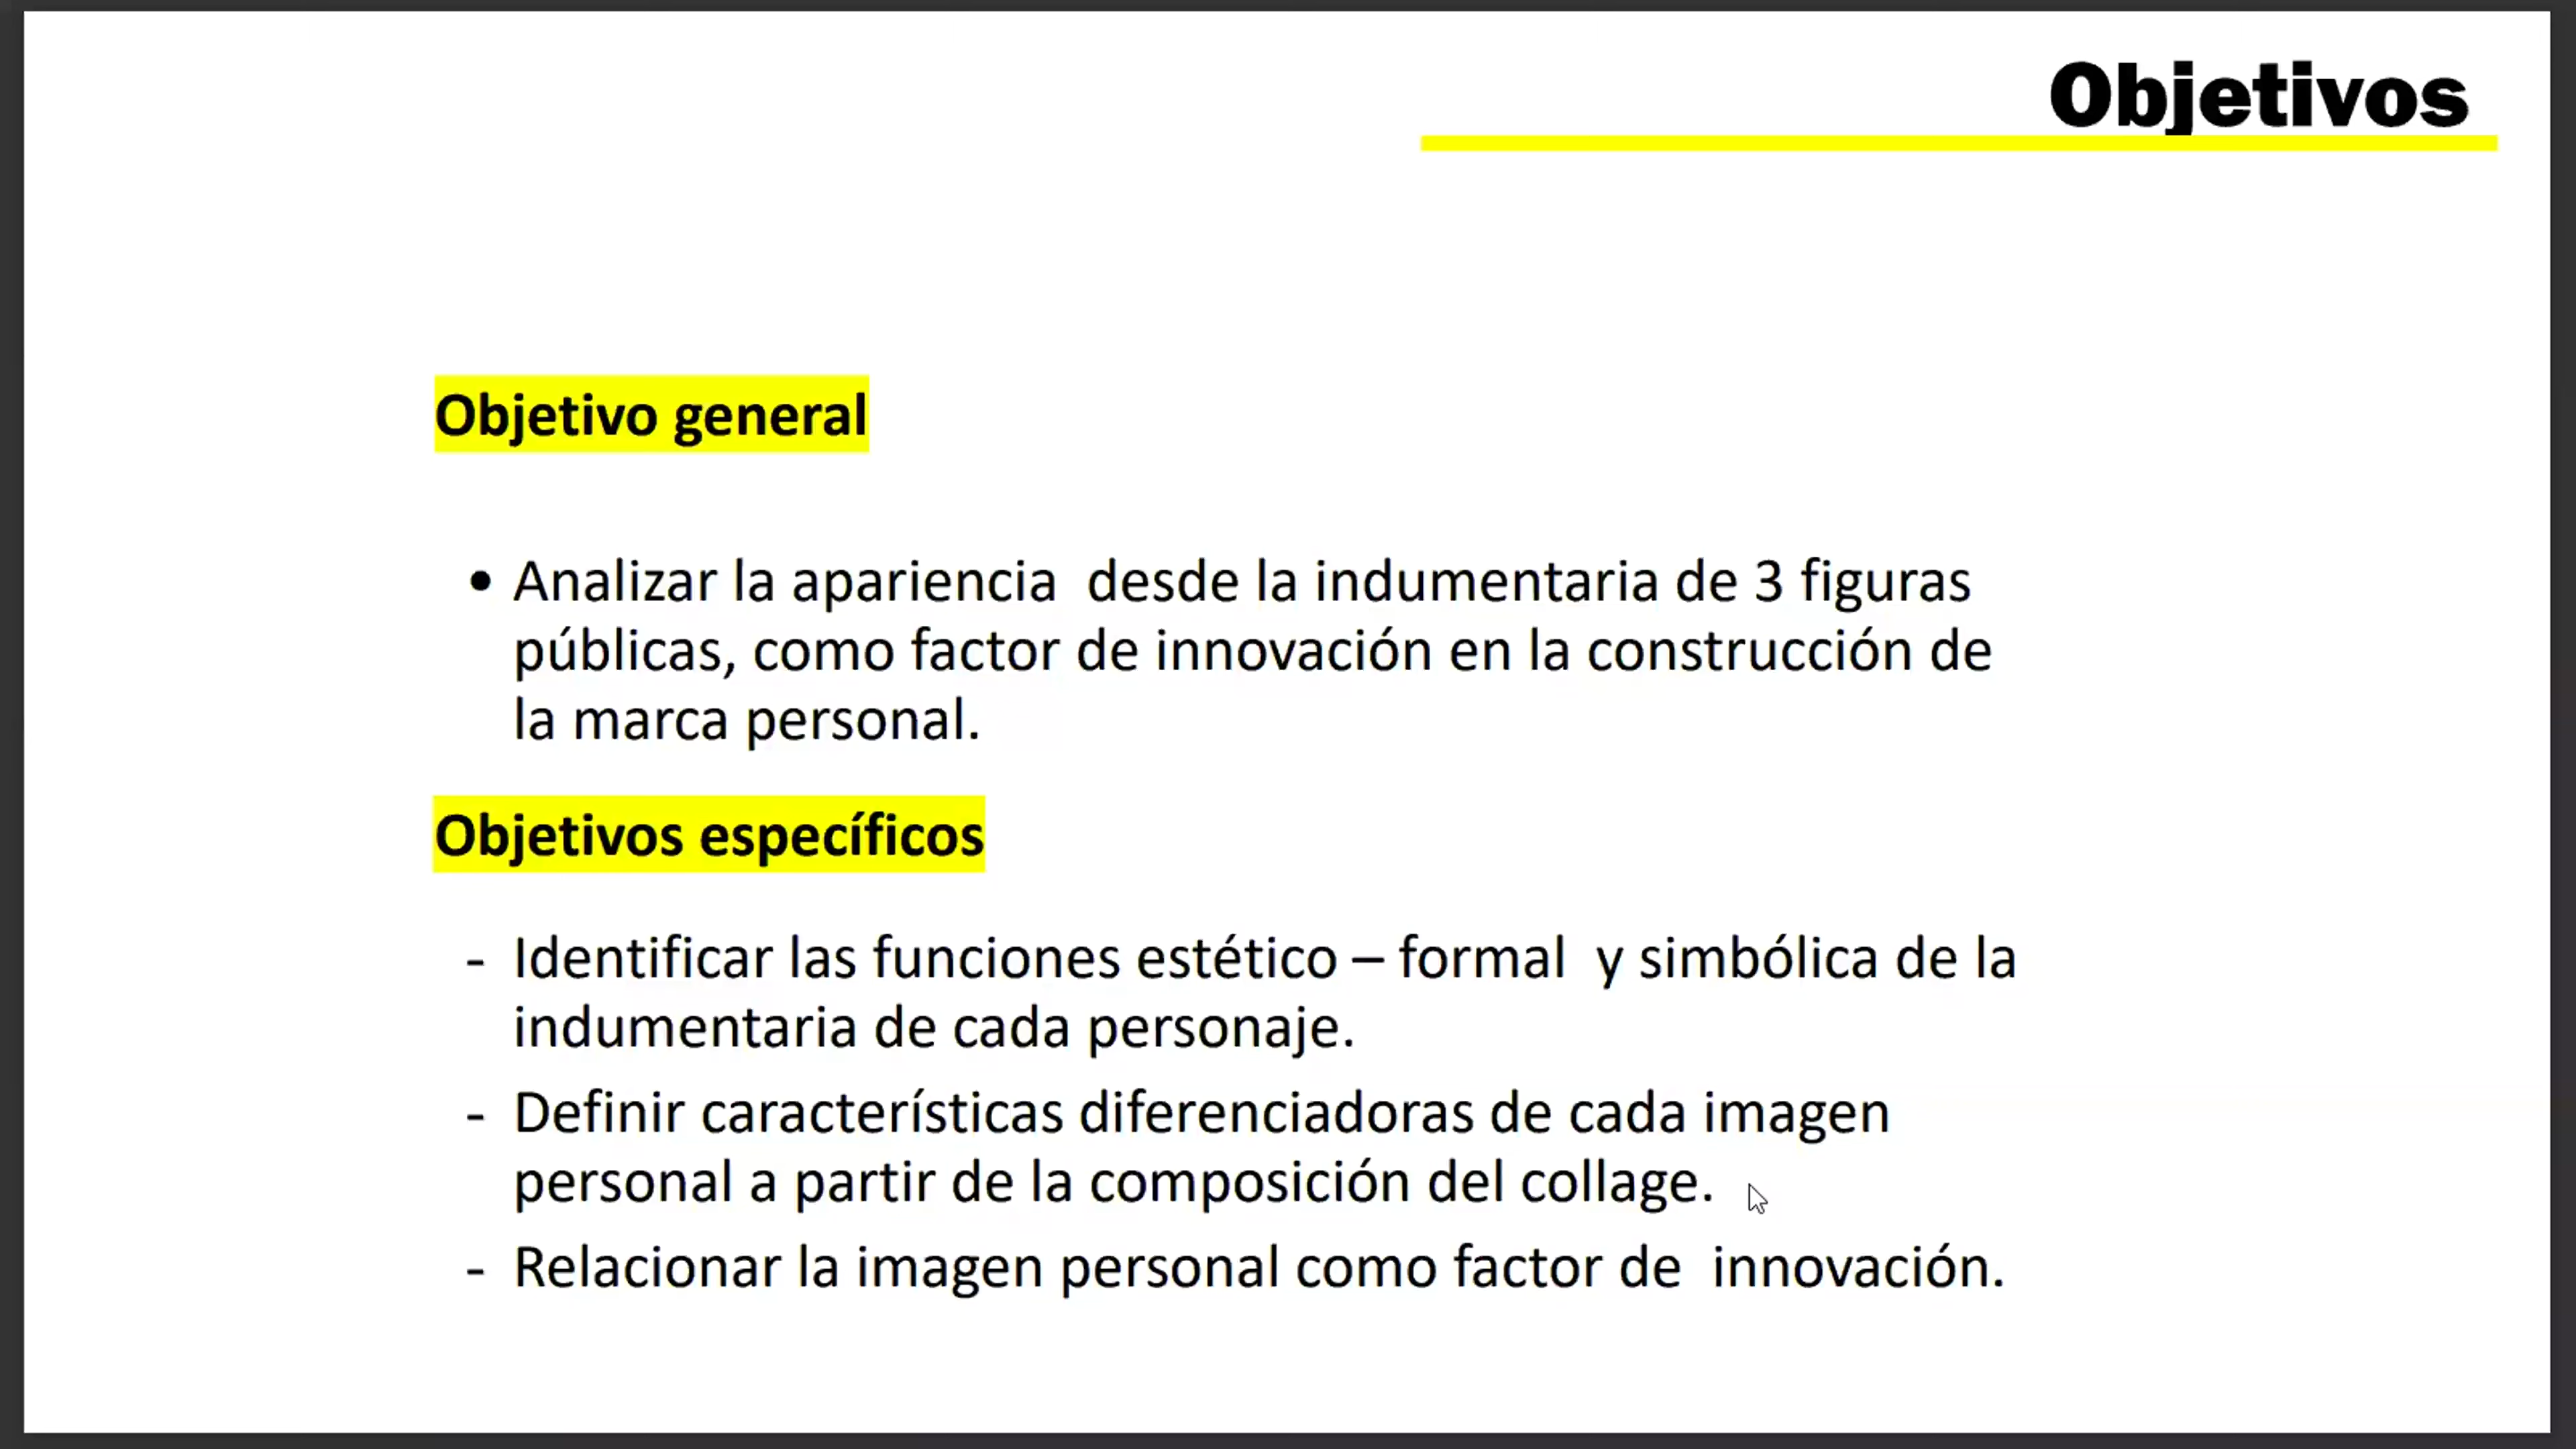 Objetivos
Objetivo general
• Analizar la apariencia  desde la indumentaria de 3 figuras
públicas, como factor de innovación en la construcción de
la marca personal.
Objetivos específicos
- Identificar las funciones estético – formal  y simbólica de la
indumentaria de cada personaje.
- Definir características diferenciadoras de cada imagen
personal a partir de la composición del collage.
- Relacionar la imagen personal como factor de  innovación.